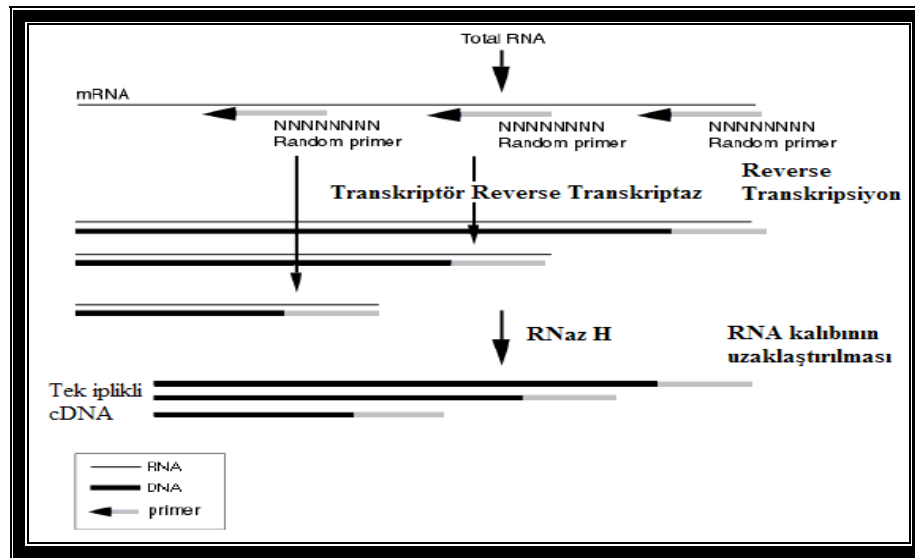 Total RNA
mRNA
NNNNNNNN
Random primer
NNNNNNNN
Random primer
NNNNNNNN
Random primer
Transkriptör Reverse Transkriptaz
Reverse
Transkripsiyon
RNaz H
RNA kalıbının
uzaklaştırılması
Tek iplikli
cDNA
RNA
DNA
primer